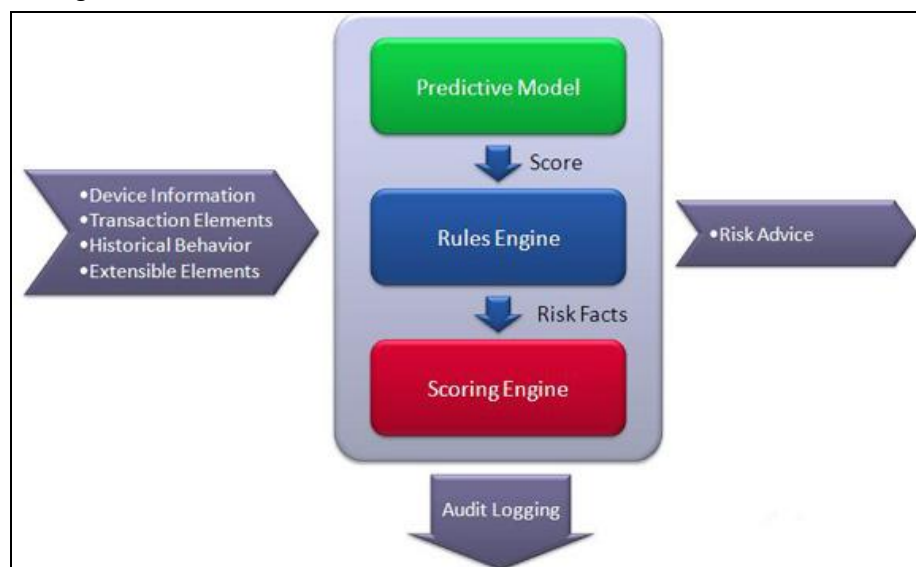 Predictive Model
Score
•Device Information
•Transaction Elements
•Historical Behavior
•Extensible Elements
Rules Engine
•Risk Advice
Risk Facts
Scoring Engine
Audit Logging